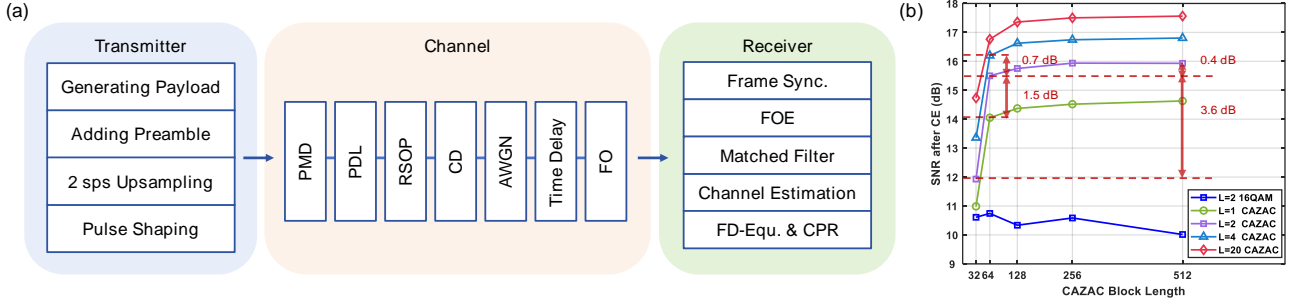 (a)
Transmitter
Generating Payload
Adding Preamble
2 sps Upsampling
Pulse Shaping
Channel
PMD
PDL
RSOP
CD
AWGN
Time Delay
FO
Receiver
Frame Sync.
FOE
Matched Filter
Channel Estimation
FD-Equ. & CPR
(b)
SNR after CE (dB)
18
17
16
15
14
13
12
11
10
9
0.7 dB
1.5 dB
0.4 dB
3.6 dB
L=2 16QAM
L=1 CAZAC
L=2 CAZAC
L=4 CAZAC
L=20 CAZAC
32 64 128 256 512
CAZAC Block Length